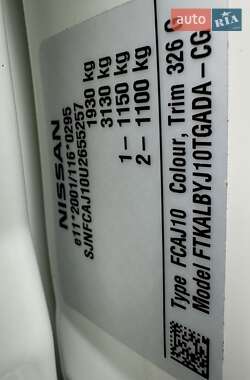 AUTO.RIA.com
NISSAN
e11*2001/116*0295
SJNFCAJ10U2655257
1930 kg
3130 kg
1– 1150 kg
2– 1100 kg
Type FCAJ10 Colour, Trim 326 G
Model FTKALBYJ10TGADA – CG